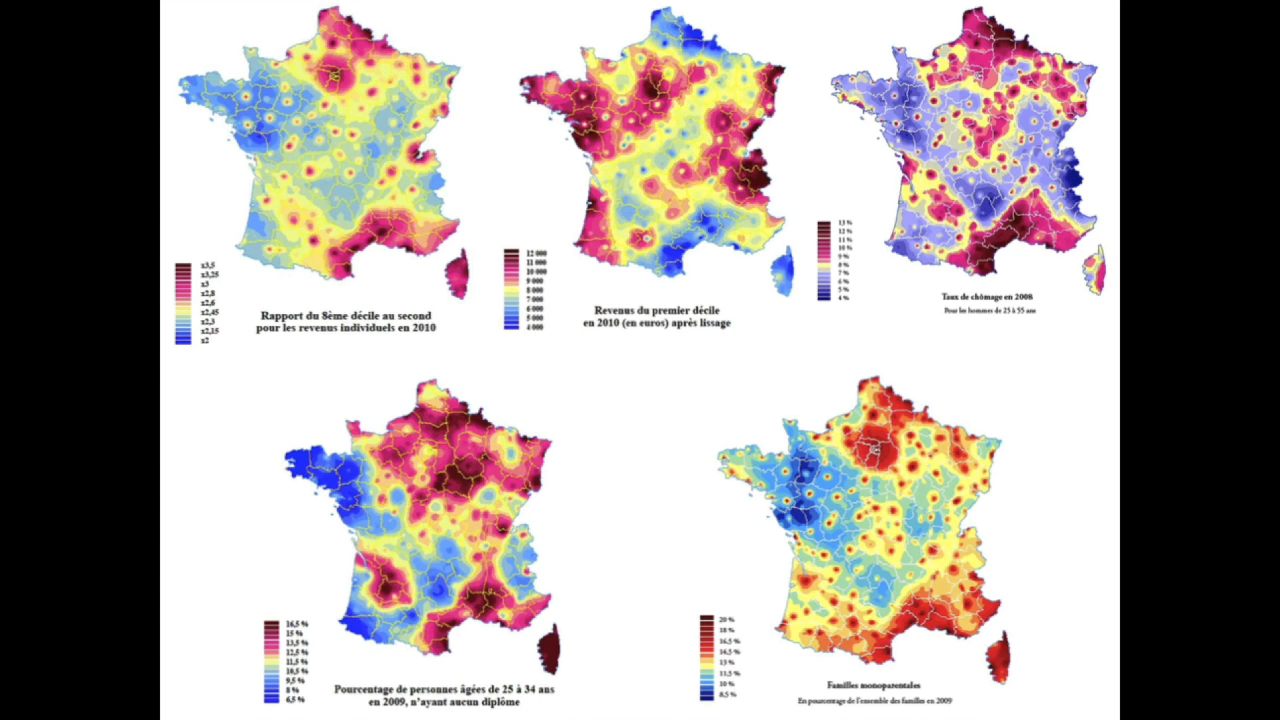 x3,5
x3,25
x3
x2,8
x2,6
x2,45
x2,3
x2,15
x2
Rapport du 8ème décile au second
pour les revenus individuels en 2010
12 000
11 000
10 000
9 000
8 000
7 000
6 000
5 000
4 000
Revenus du premier décile
en 2010 (en euros) après lissage
13 %
12 %
11 %
10 %
9 %
8 %
7 %
6 %
5 %
4 %
Taux de chômage en 2008
Pour les hommes de 25 à 55 ans
16,5 %
15 %
13,5 %
12,5 %
11,5 %
10,5 %
9,5 %
8 %
6,5 %
Pourcentage de personnes âgées de 25 à 34 ans
en 2009, n'ayant aucun diplôme
20 %
18 %
16,5 %
14,5 %
13 %
11,5 %
10 %
8,5 %
Familles monoparentales
En pourcentage de l'ensemble des familles en 2009